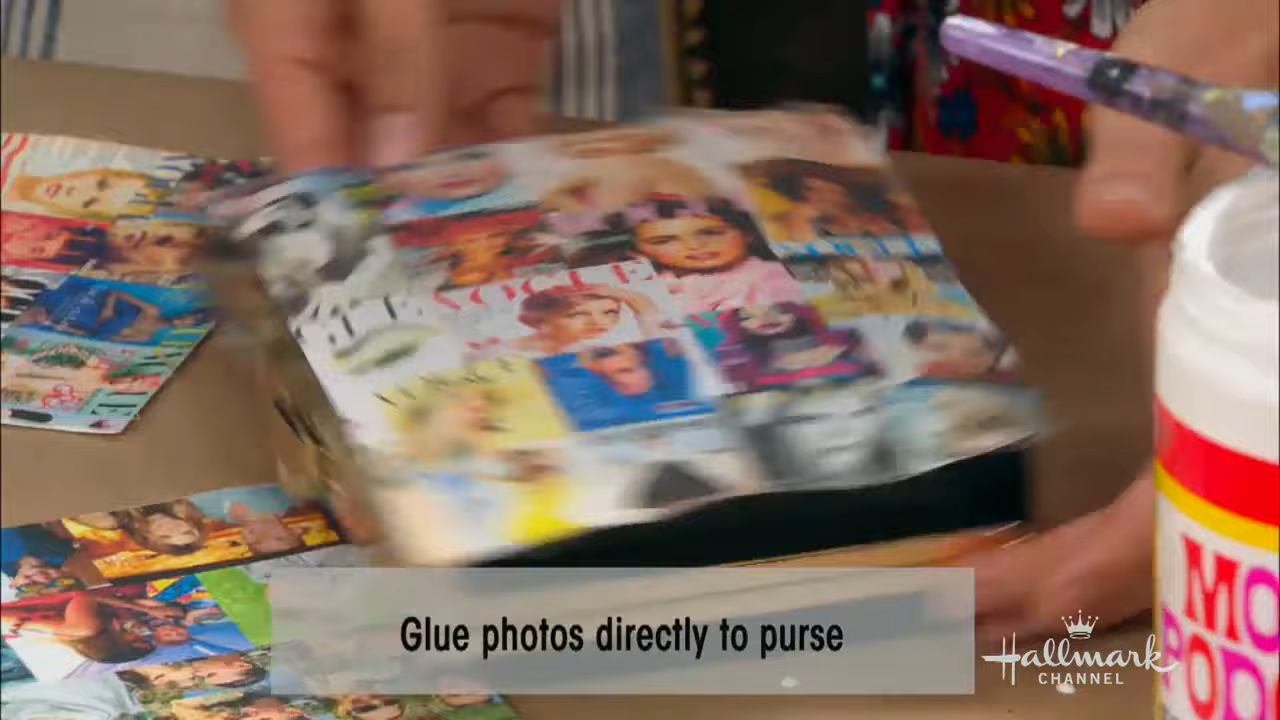 VOGUE
Glue photos directly to purse
Hallmark
CHANNEL
MO
POD